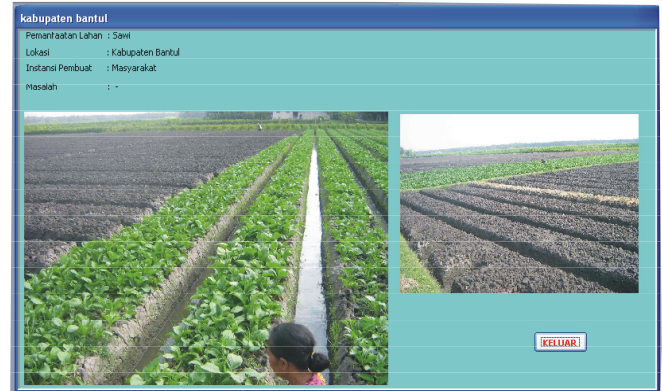 kabupaten bantul
Pemanfaatan Lahan : Sawi
Lokasi : Kabupaten Bantul
Instansi Pembuat : Masyarakat
Masalah : -
KELUAR